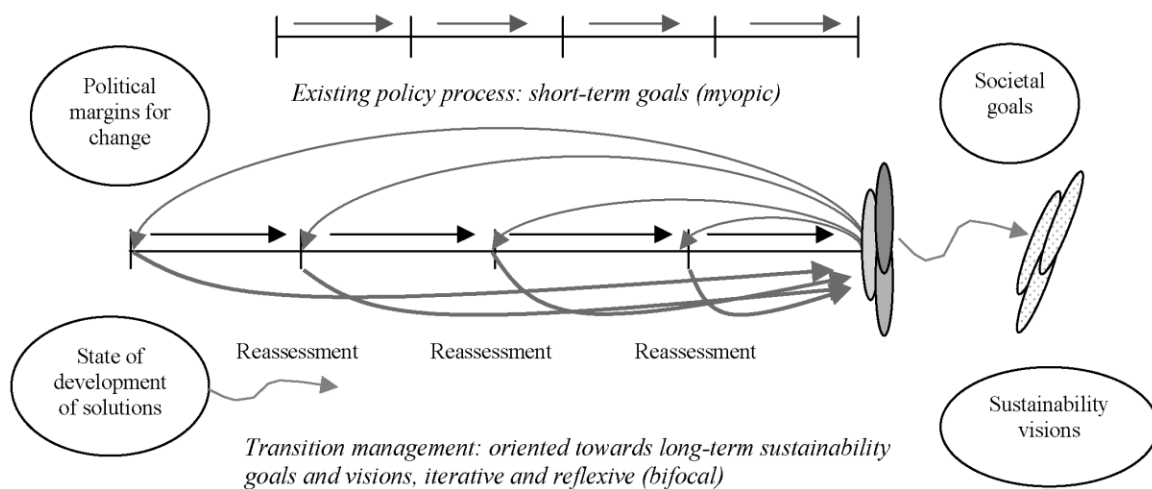 Political
margins for
change
Existing policy process: short-term goals (myopic)
Societal
goals
State of
development
of solutions
Reassessment
Reassessment
Reassessment
Sustainability
visions
Transition management: oriented towards long-term sustainability
goals and visions, iterative and reflexive (bifocal)